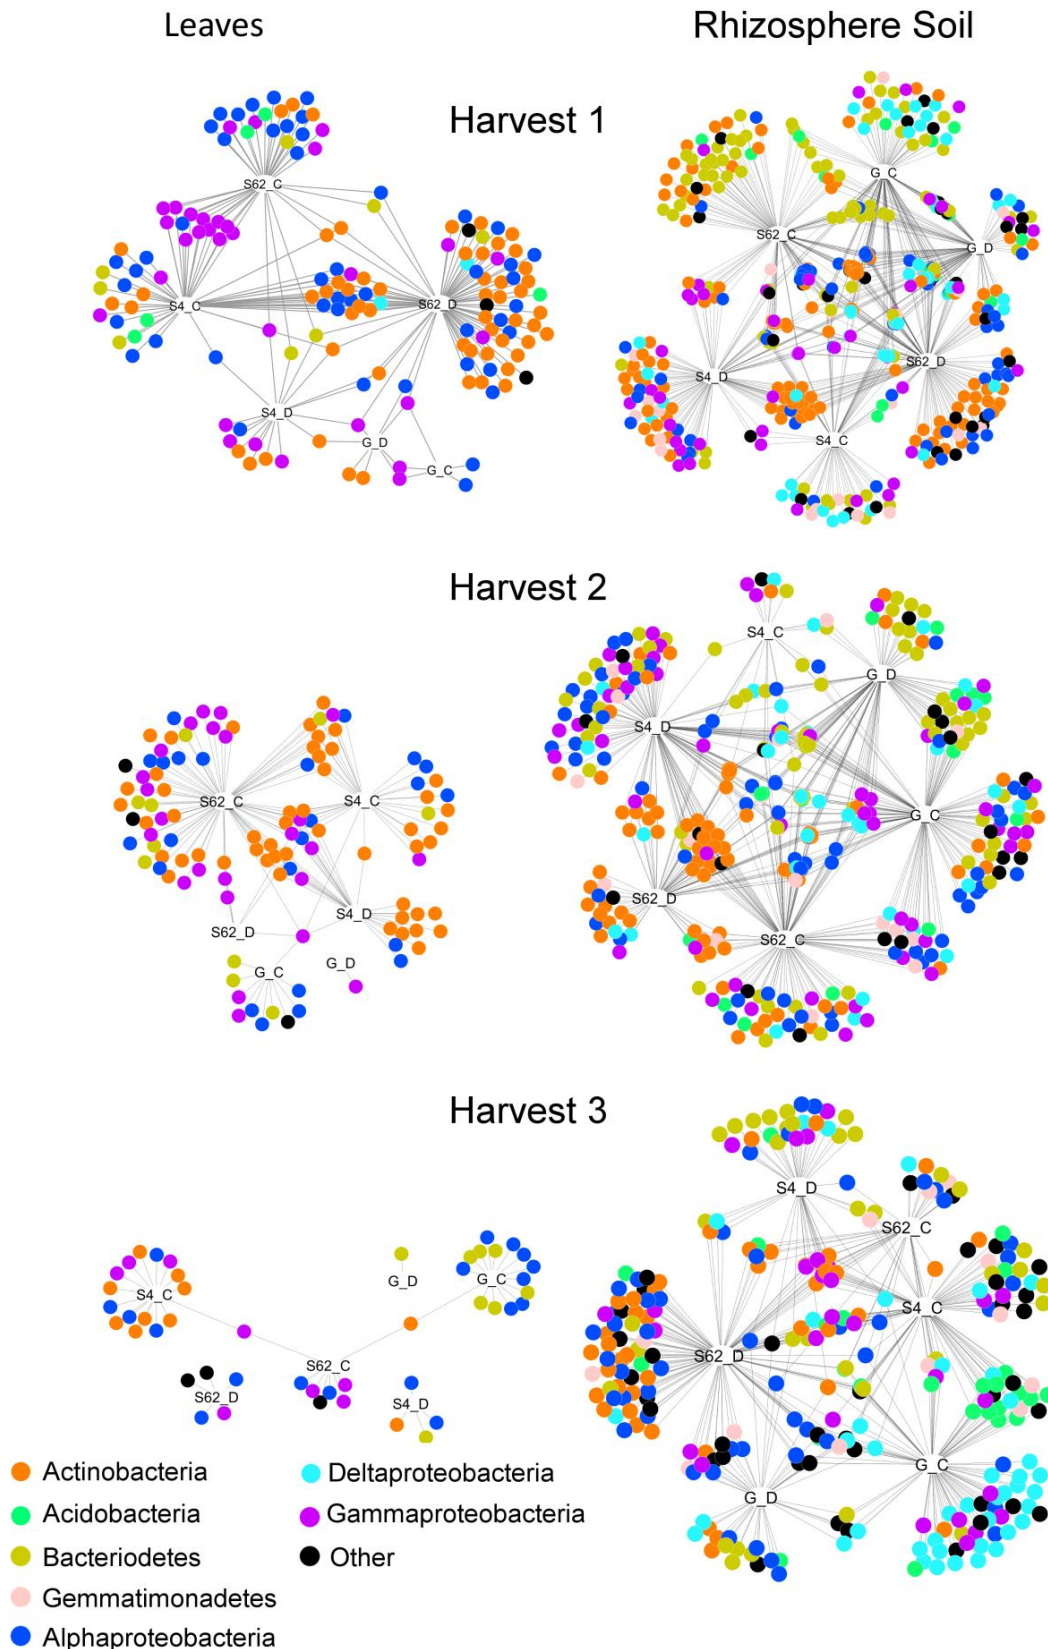 Leaves
Rhizosphere Soil
Harvest 1
S62_C
S4_C
S62_D
S4_D
G_D
G_C
G_C
S62_C
G_D
S4_D
S62_D
S4_C
Harvest 2
S62_C
S4_C
S4_D
S62_D
G_C
G_D
S4_C
G_D
S4_D
G_C
S62_D
S62_C
Harvest 3
S4_C
G_D
G_C
S62_C
S62_D
S4_D
S4_D
S62_C
S4_C
S62_D
G_C
G_D
Actinobacteria
Deltaproteobacteria
Acidobacteria
Gammaproteobacteria
Bacteriodetes
Other
Gemmatimonadetes
Alphaproteobacteria